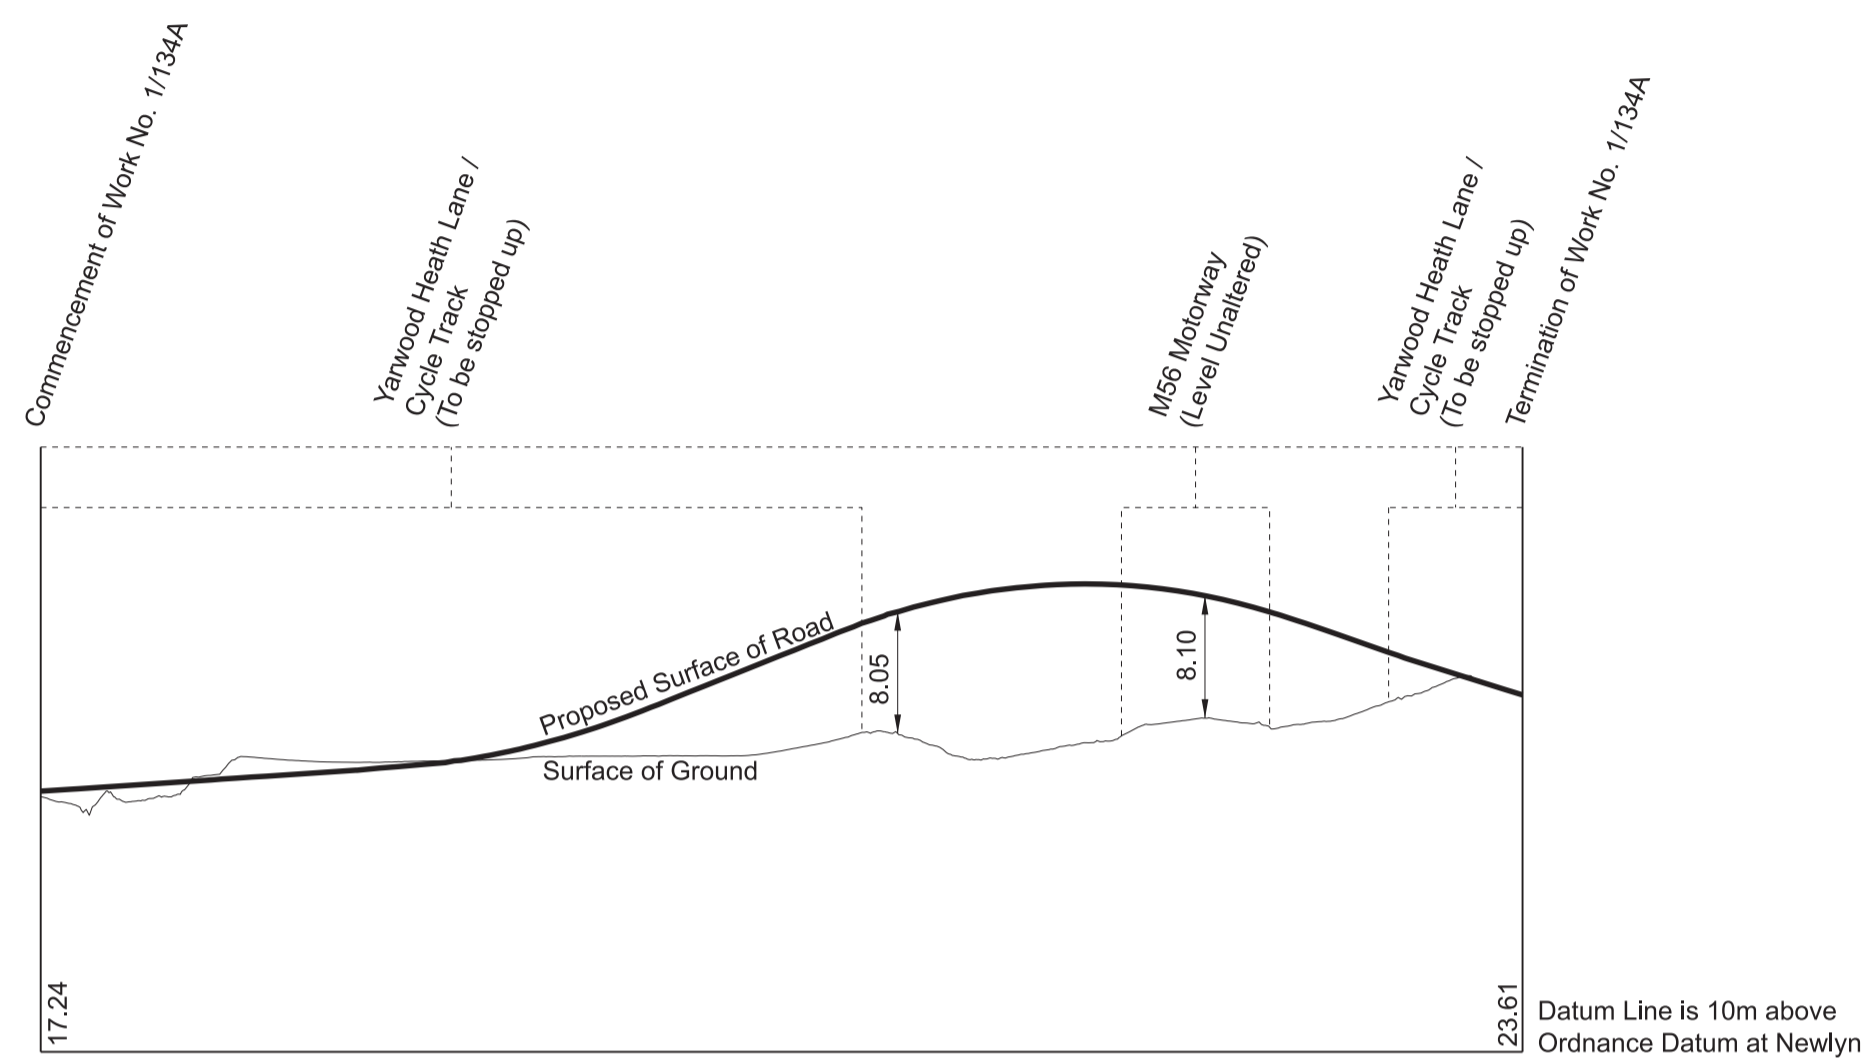 Commencement of Work No. 1/134A
Yarwood Heath Lane /
Cycle Track
(To be stopped up)
M56 Motorway
(Level Unaltered)
Yarwood Heath Lane /
Cycle Track
(To be stopped up)
Termination of Work No. 1/134A
Proposed Surface of Road
8.05
8.10
Surface of Ground
17.24
23.61
Datum Line is 10m above
Ordnance Datum at Newlyn